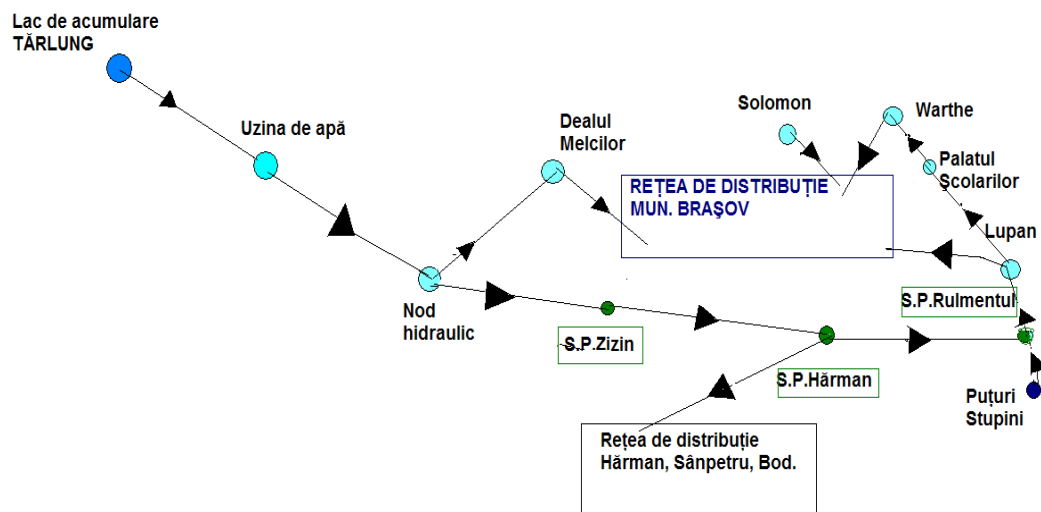 Lac de acumulare
TĂRLUNG
Uzina de apă
Dealul
Melcilor
Solomon
Warthe
Palatul
Şcolarilor
REȚEA DE DISTRIBUȚIE
MUN. BRAŞOV
Lupan
Nod
hidraulic
S.P.Rulmentul
S.P.Zizin
S.P.Hărman
Puțuri
Stupini
Rețea de distribuție
Hărman, Sânpetru, Bod.